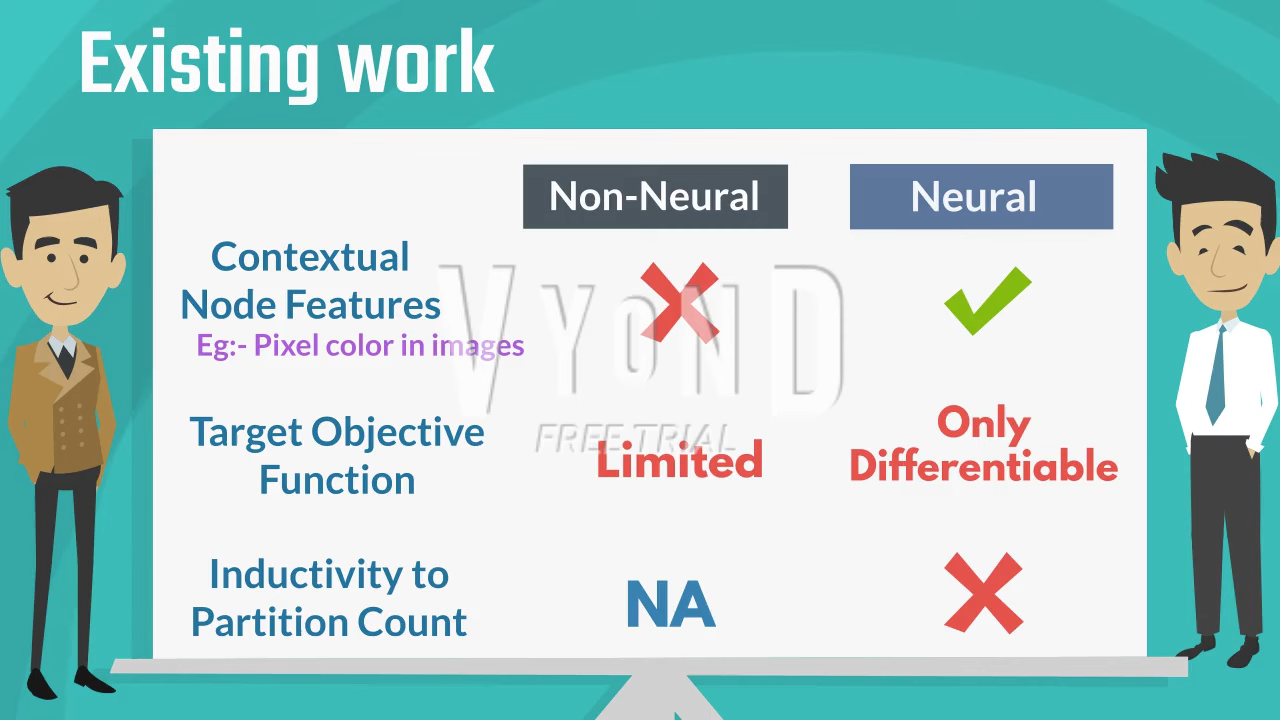 Existing work
Non-Neural
Neural
Contextual
Node Features
Eg:- Pixel color in images
Target Objective
Function
Limited
Only
Differentiable
Inductivity to
Partition Count
NA
VYOND
FREE TRIAL